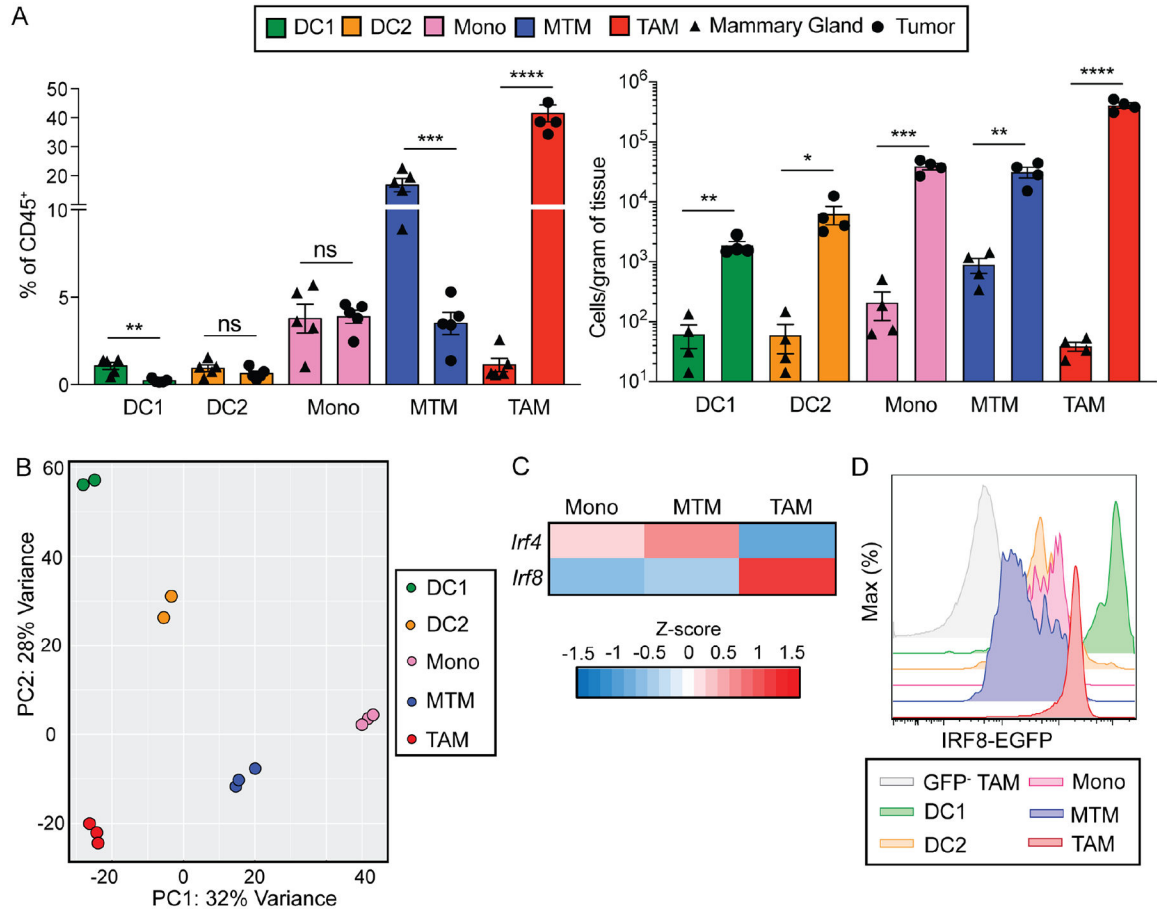 A
DC1 DC2 Mono MTM TAM Mammary Gland Tumor
% of CD45⁺
50
40
30
20
10
5
0
**
ns
ns
***
****
DC1 DC2 Mono MTM TAM
Cells/gram of tissue
10⁶
10⁵
10⁴
10³
10²
10¹
**
*
***
**
****
DC1 DC2 Mono MTM TAM
B
PC2: 28% Variance
60
40
20
0
-20
-20 0 20 40
PC1: 32% Variance
DC1
DC2
Mono
MTM
TAM
C
Mono MTM TAM
Irf4
Irf8
Z-score
-1.5 -1 -0.5 0 0.5 1 1.5
D
Max (%)
IRF8-EGFP
GFP⁻ TAM
DC1
DC2
Mono
MTM
TAM